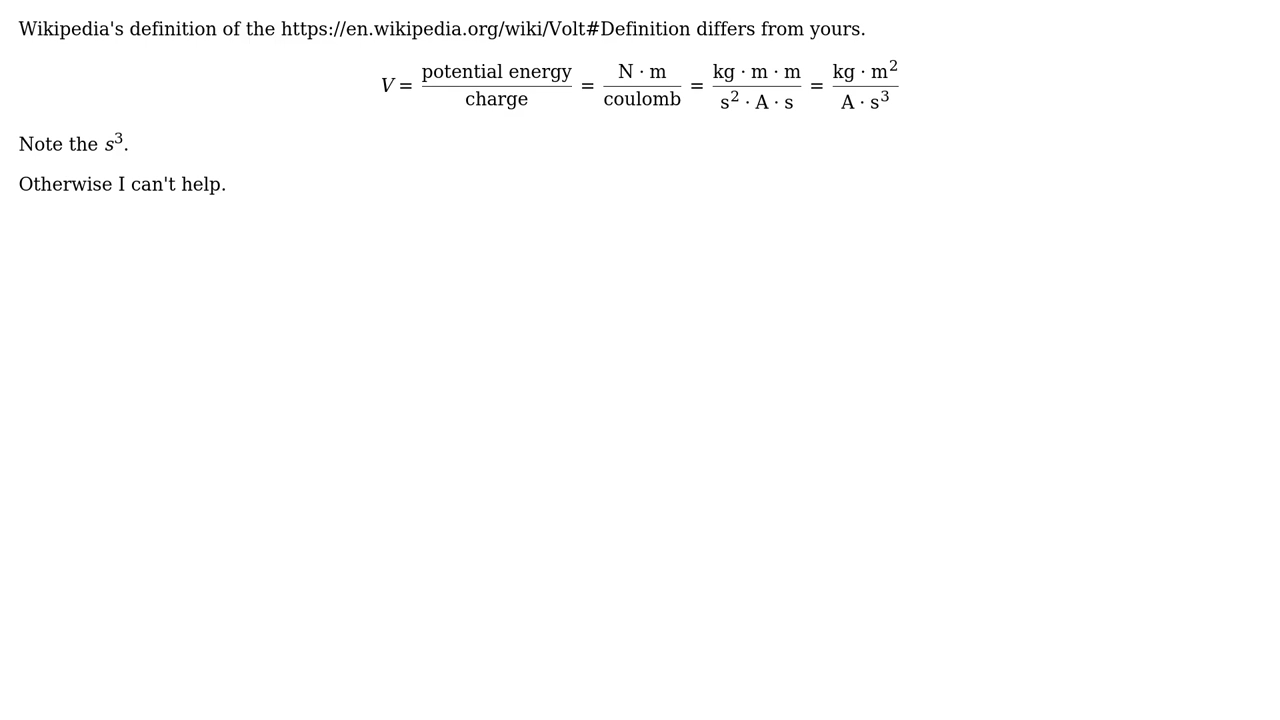 Wikipedia's definition of the https://en.wikipedia.org/wiki/Volt#Definition differs from yours.
V = potential energy / charge = N · m / coulomb = kg · m · m / s² · A · s = kg · m² / A · s³
Note the s³.
Otherwise I can't help.